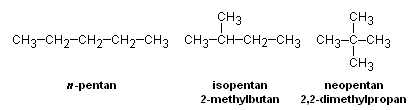 CH3
CH3 CH3
CH3—CH2—CH2—CH2—CH3 CH3—CH—CH2—CH3 CH3—C—CH3
CH3
n-pentan isopentan neopentan
2-methylbutan 2,2-dimethylpropan